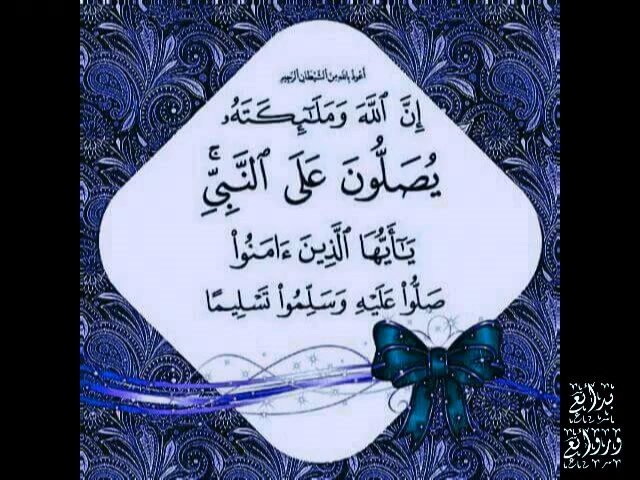 أعوذ بالله من الشيطان الرجيم
إِنَّ ٱللَّهَ وَمَلَـٰٓئِكَتَهُۥ
يُصَلُّونَ عَلَى ٱلنَّبِىِّ ۚ
يَـٰٓأَيُّهَا ٱلَّذِينَ ءَامَنُوا۟
صَلُّوا۟ عَلَيْهِ وَسَلِّمُوا۟ تَسْلِيمًا
بدائع
وروائع